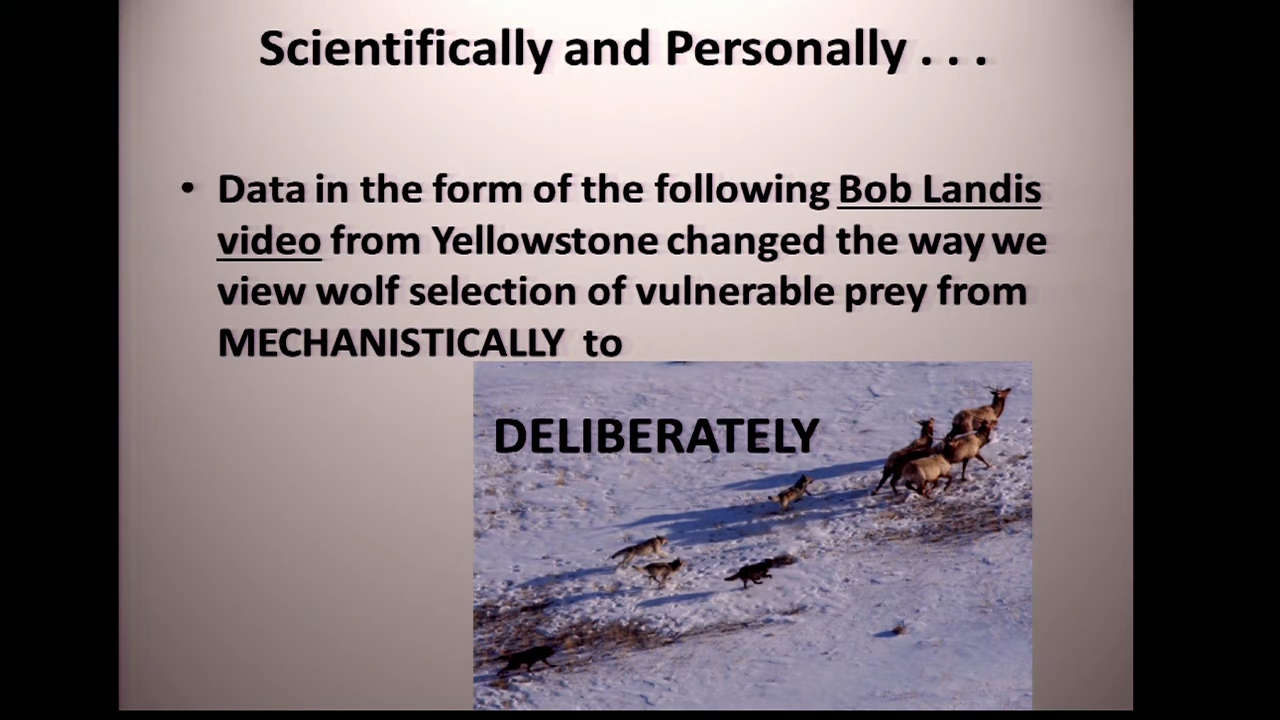 Scientifically and Personally . . .
• Data in the form of the following Bob Landis
video from Yellowstone changed the way we
view wolf selection of vulnerable prey from
MECHANISTICALLY to
DELIBERATELY